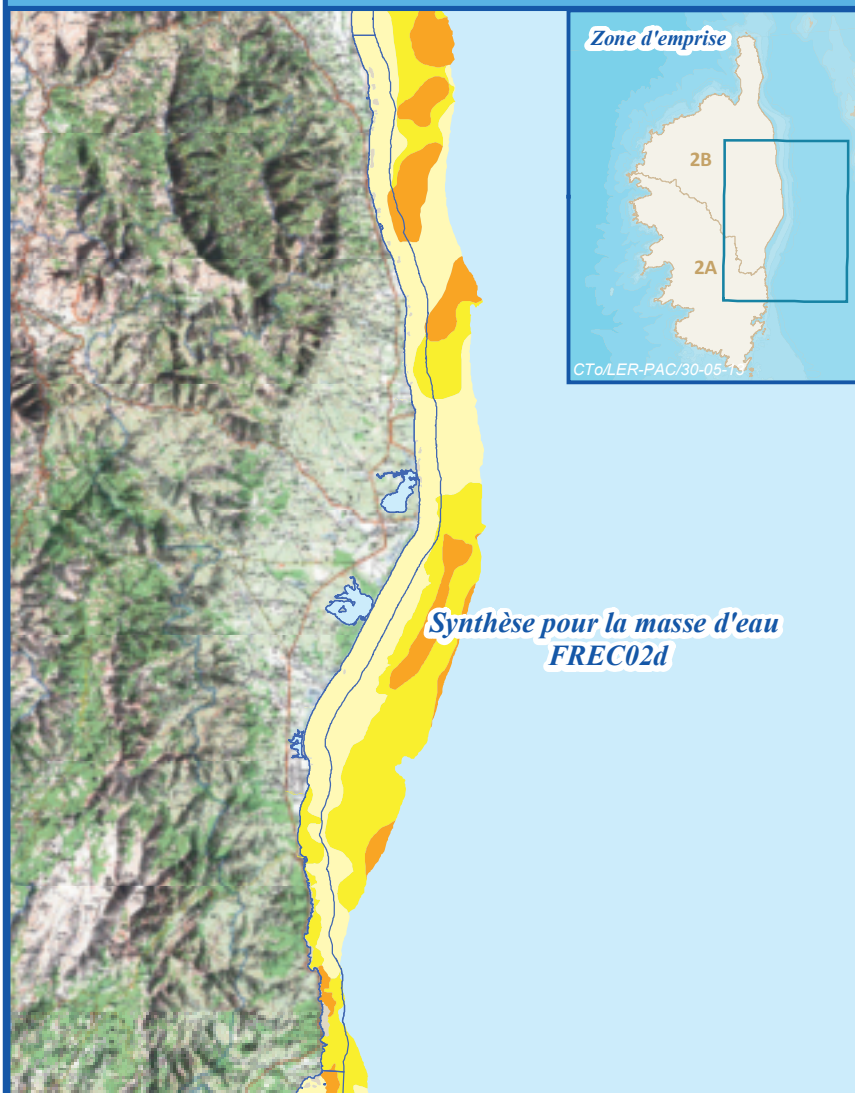 Zone d'emprise
2B
2A
CTo/LER-PAC/30-05-13
Synthèse pour la masse d'eau
FREC02d